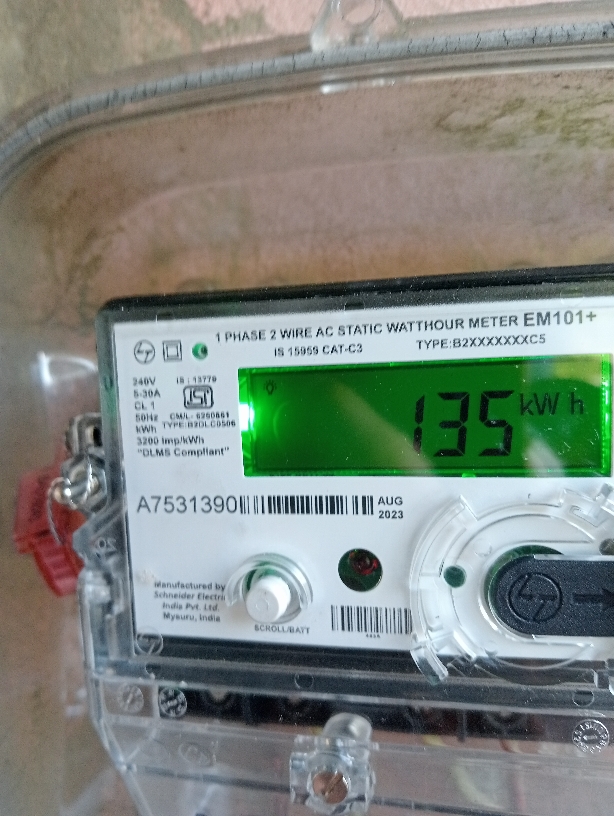 1 PHASE 2 WIRE AC STATIC WATTHOUR METER EM101+
IS 15959 CAT-C3 TYPE:B2XXXXXXXC5
240V IS : 13779
5-30A
CL 1
50Hz CM/L- 6260861
kWh TYPE:B2DLC0506
3200 imp/kWh
"DLMS Compliant"
135 kW h
A7531390 AUG
2023
Manufactured by
Schneider Electric
India Pvt. Ltd.
Mysuru, India
SCROLL/BATT